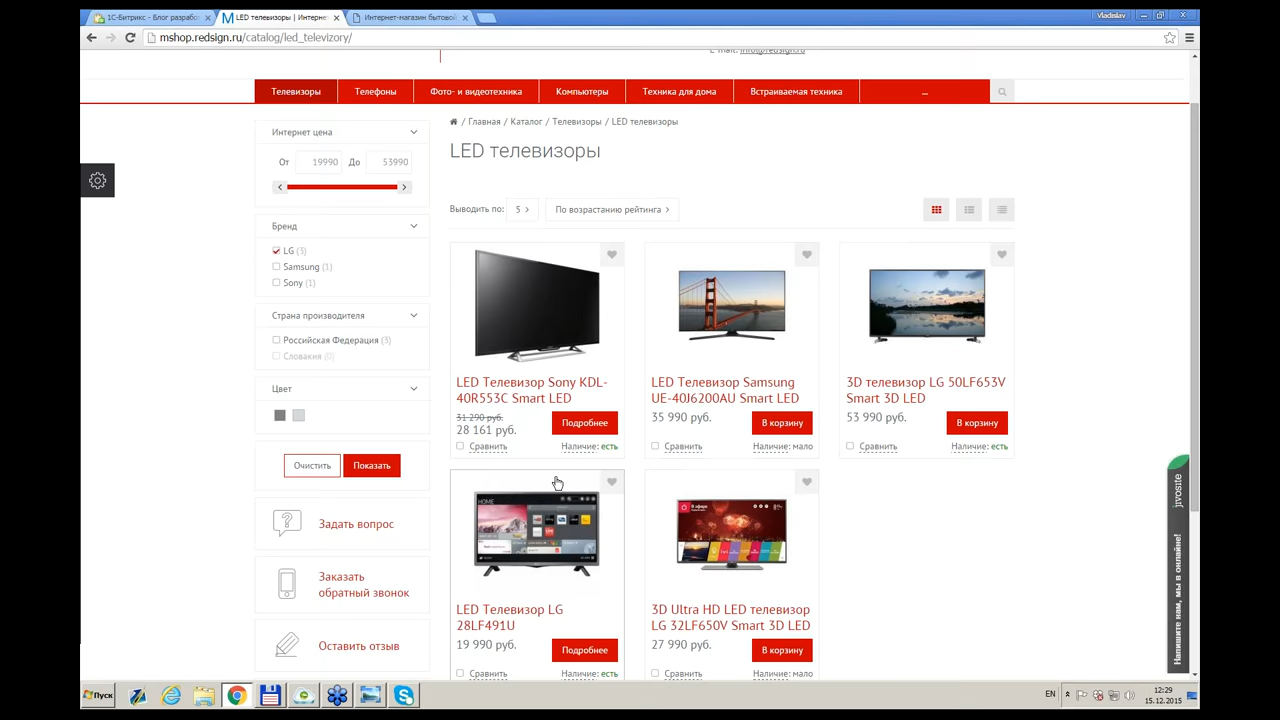 1С-Битрикс - Блог разрабо
LED телевизоры | Интерне
Интернет-магазин бытовой
Vladislav
mshop.redsign.ru/catalog/led_televizory/
E-mail: info@redsign.ru
Телевизоры
Телефоны
Фото- и видеотехника
Компьютеры
Техника для дома
Встраиваемая техника
...
Интернет цена
От 19990 До 53990
Бренд
LG (3)
Samsung (1)
Sony (1)
Страна производителя
Российская Федерация (3)
Словакия (0)
Цвет
Очистить
Показать
Задать вопрос
Заказать
обратный звонок
Оставить отзыв
/ Главная / Каталог / Телевизоры / LED телевизоры
LED телевизоры
Выводить по: 5
По возрастанию рейтинга
LED Телевизор Sony KDL-
40R553C Smart LED
31 290 руб.
28 161 руб.
Подробнее
Сравнить
Наличие: есть
LED Телевизор Samsung
UE-40J6200AU Smart LED
35 990 руб.
В корзину
Сравнить
Наличие: мало
3D телевизор LG 50LF653V
Smart 3D LED
53 990 руб.
В корзину
Сравнить
Наличие: есть
HOME
LED Телевизор LG
28LF491U
19 990 руб.
Подробнее
Сравнить
Наличие: есть
3D Ultra HD LED телевизор
LG 32LF650V Smart 3D LED
27 990 руб.
В корзину
Сравнить
Наличие: мало
jivosite
Напишите нам, мы в онлайне!
Пуск
EN
12:29
15.12.2015